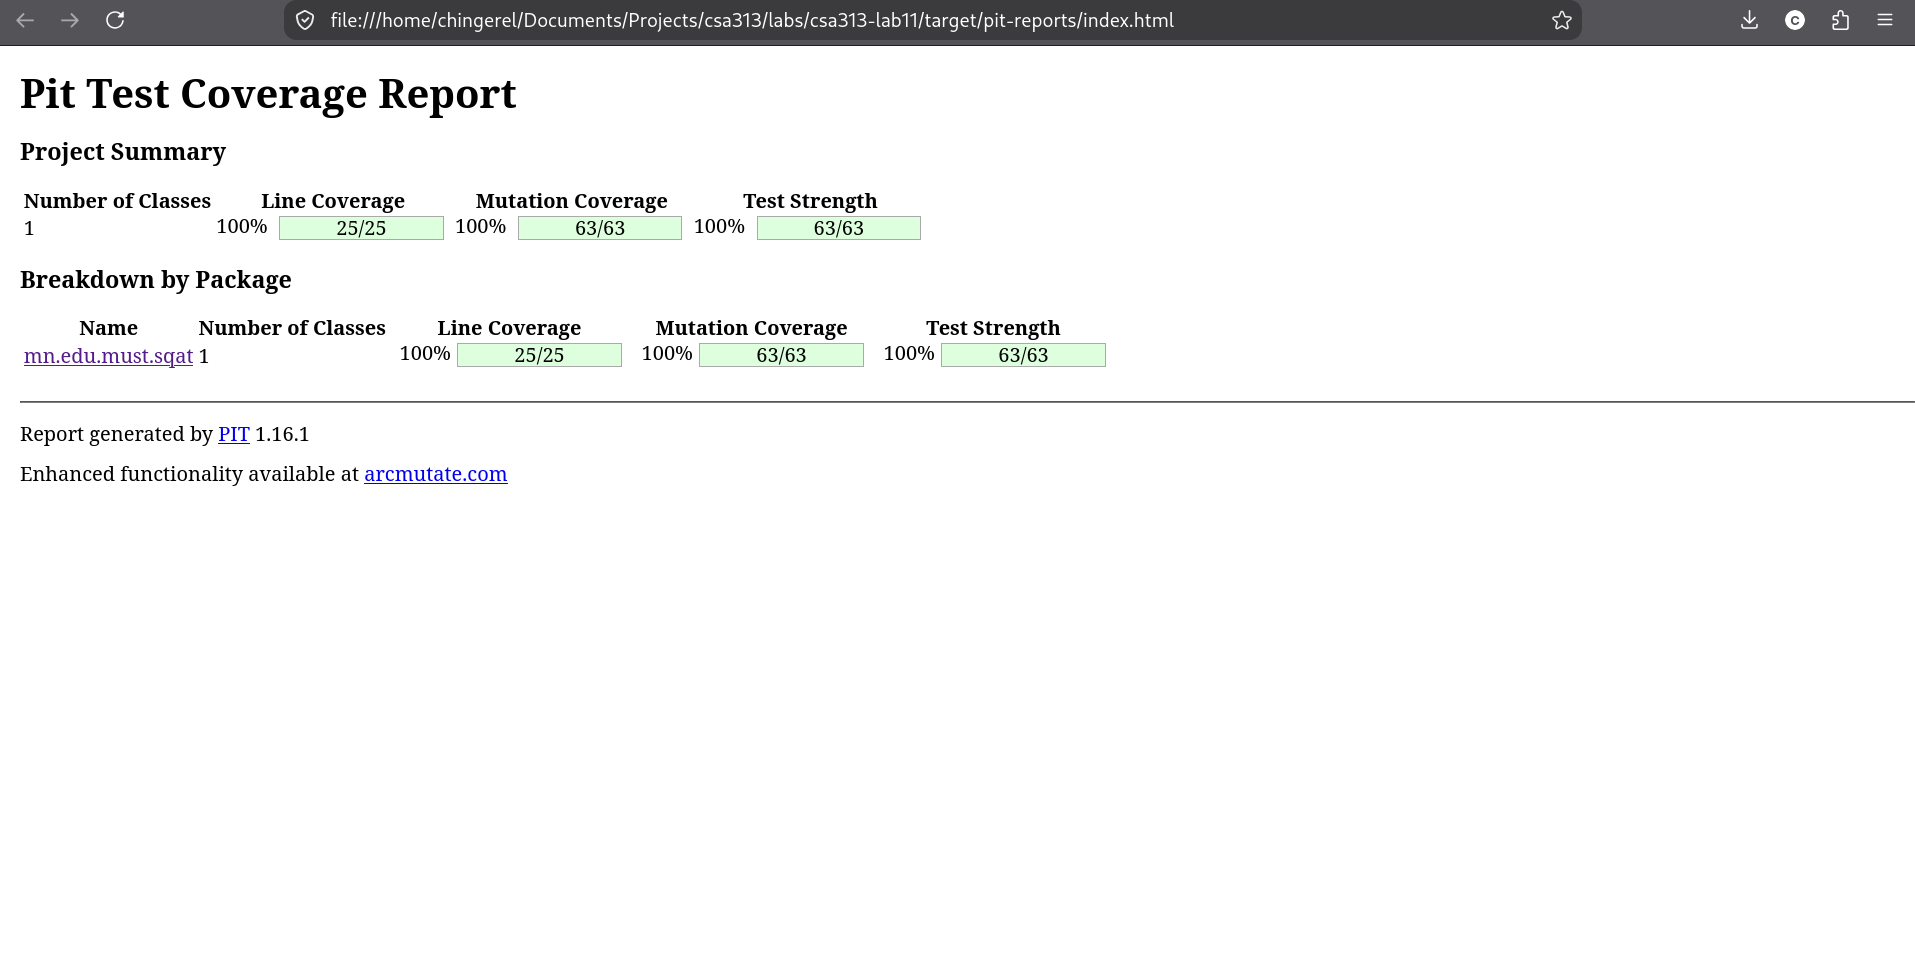 file:///home/chingerel/Documents/Projects/csa313/labs/csa313-lab11/target/pit-reports/index.html
C
Pit Test Coverage Report
Project Summary
Number of Classes Line Coverage Mutation Coverage Test Strength
1 100% 25/25 100% 63/63 100% 63/63
Breakdown by Package
Name Number of Classes Line Coverage Mutation Coverage Test Strength
mn.edu.must.sqat 1 100% 25/25 100% 63/63 100% 63/63
Report generated by PIT 1.16.1
Enhanced functionality available at arcmutate.com